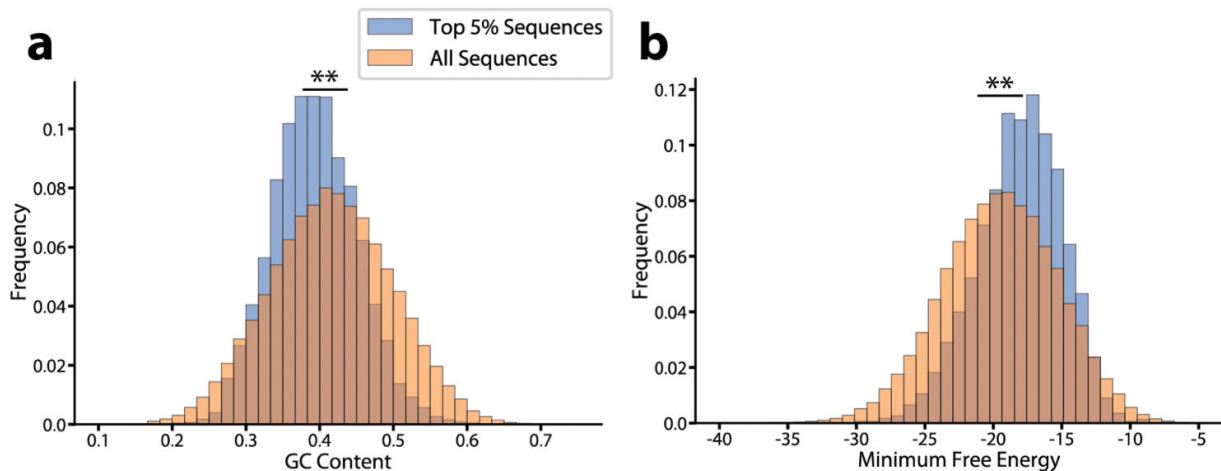 a
Top 5% Sequences
All Sequences
**
Frequency
0.1
0.08
0.06
0.04
0.02
0.0
0.1 0.2 0.3 0.4 0.5 0.6 0.7
GC Content
b
**
Frequency
0.12
0.1
0.08
0.06
0.04
0.02
0.0
-40 -35 -30 -25 -20 -15 -10 -5
Minimum Free Energy